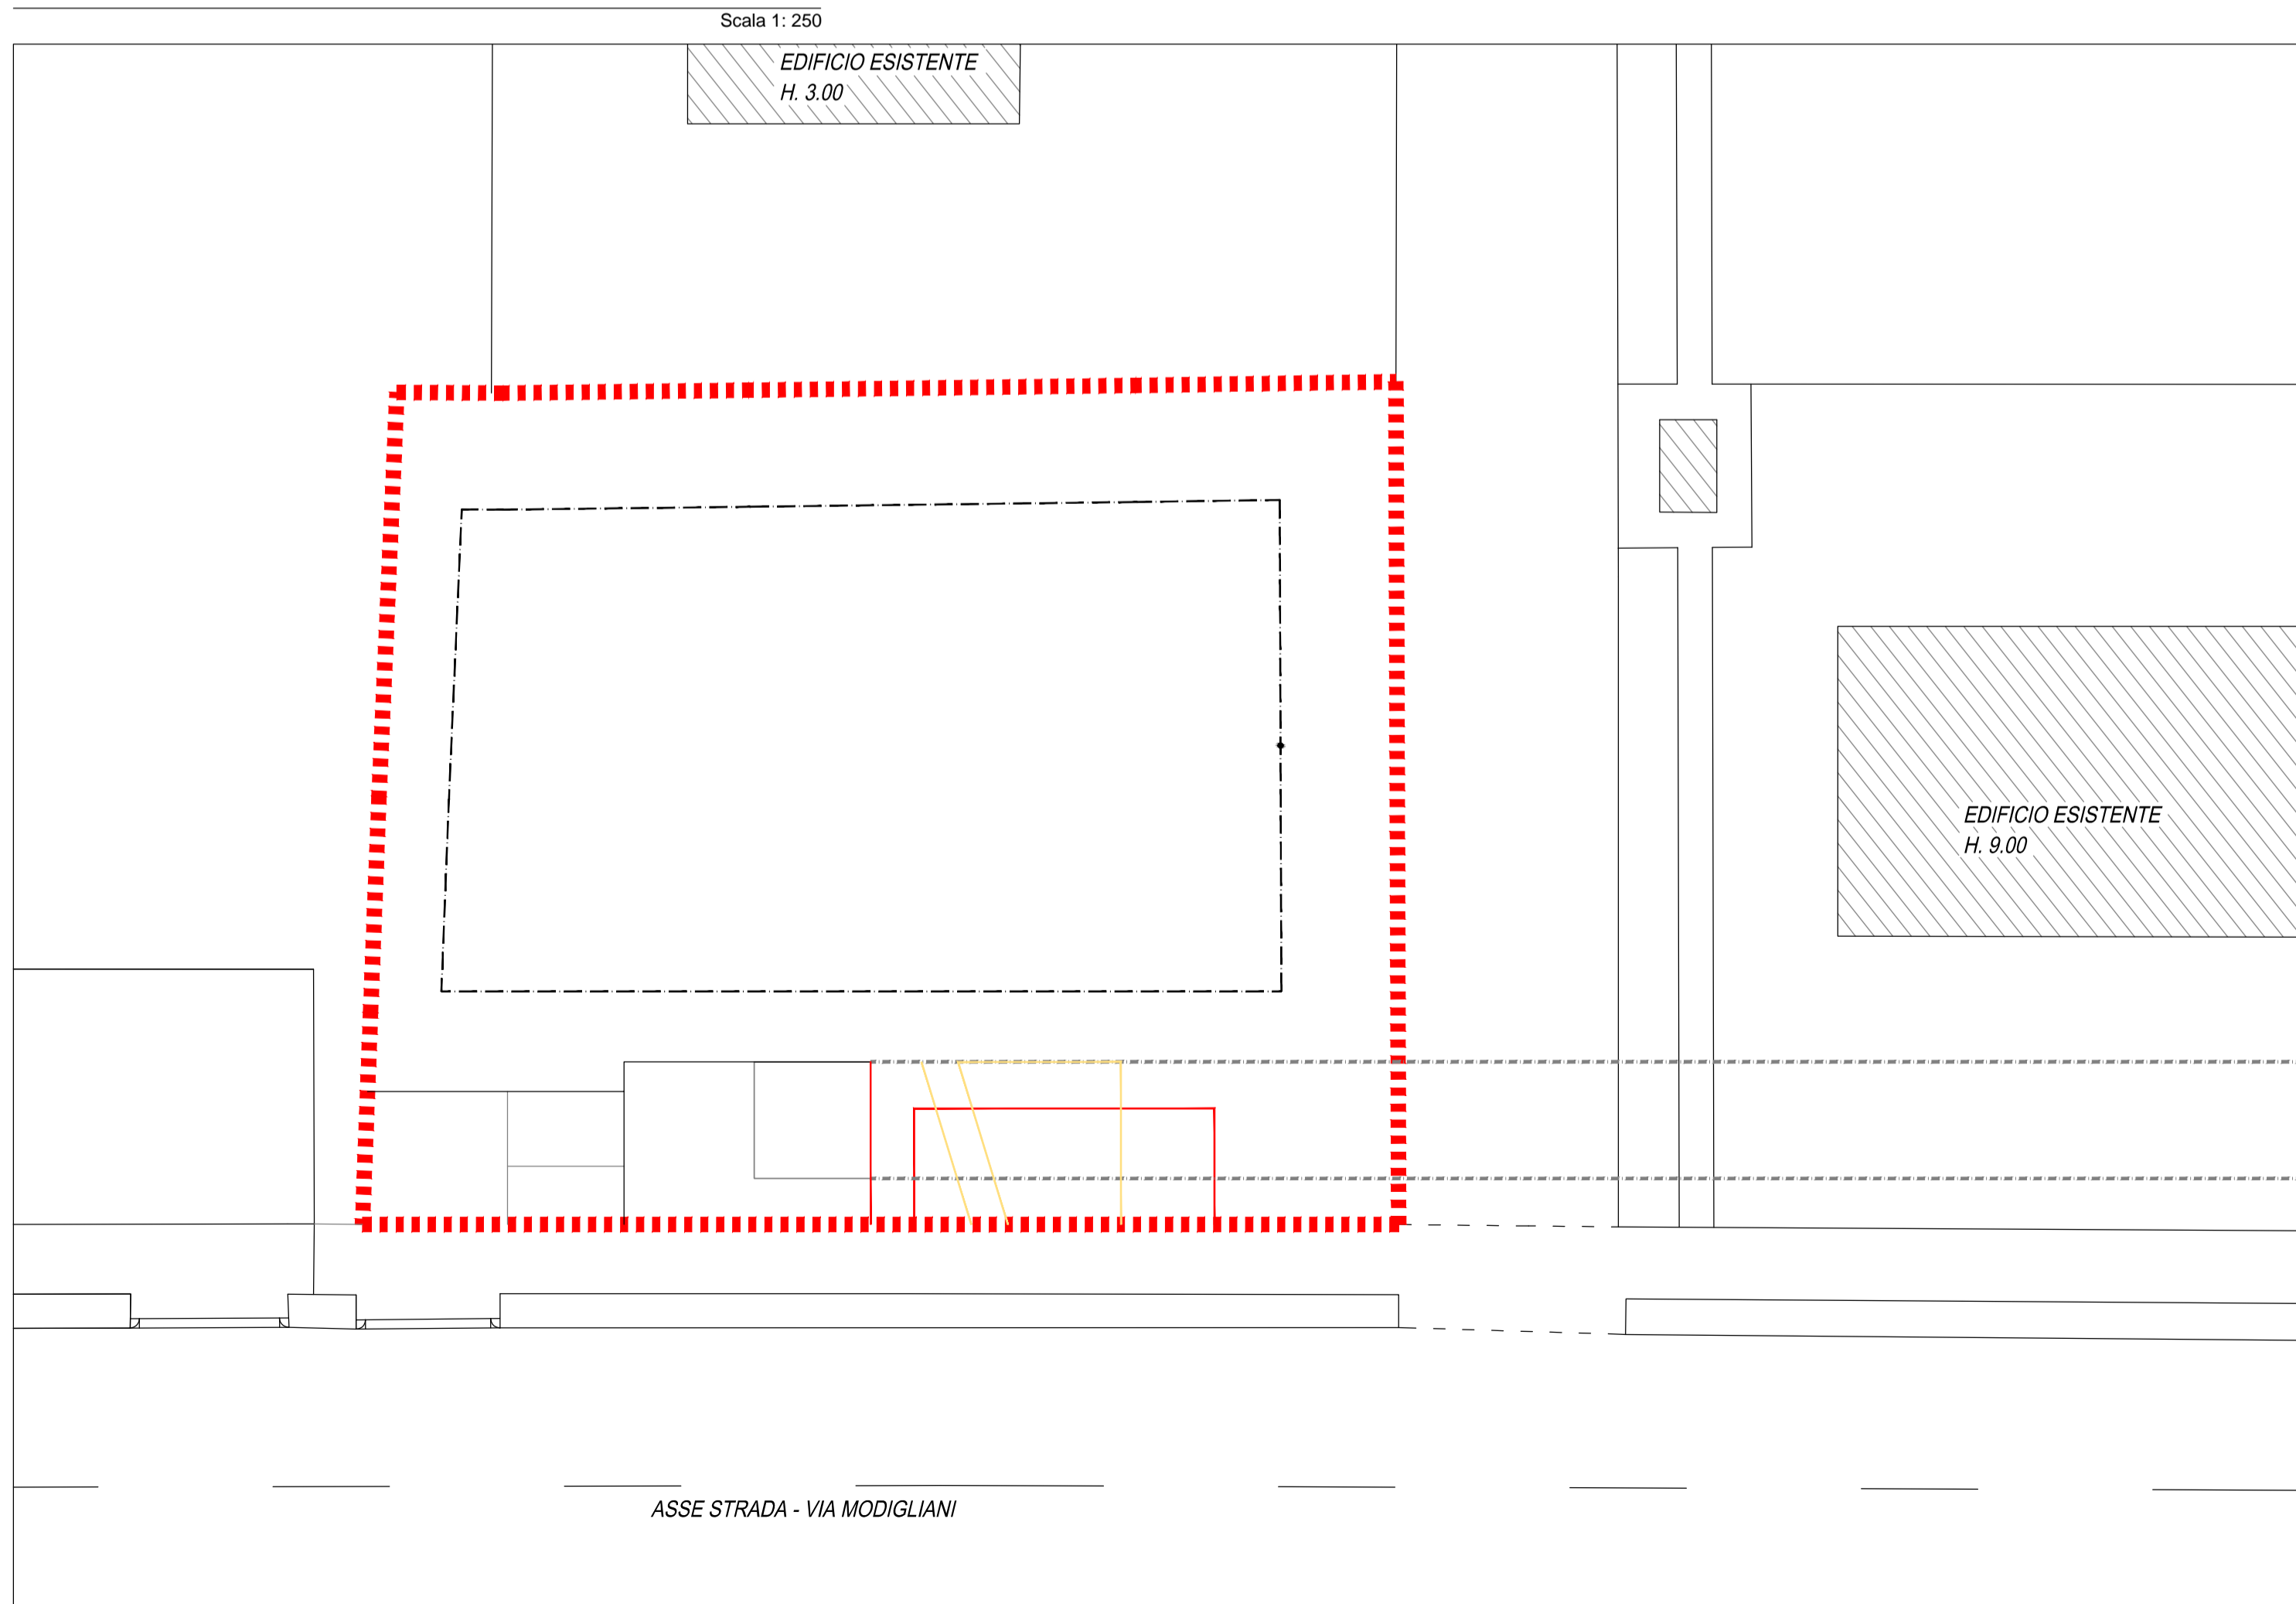 Scala 1: 250
EDIFICIO ESISTENTE
H. 3.00
EDIFICIO ESISTENTE
H. 9.00
ASSE STRADA - VIA MODIGLIANI